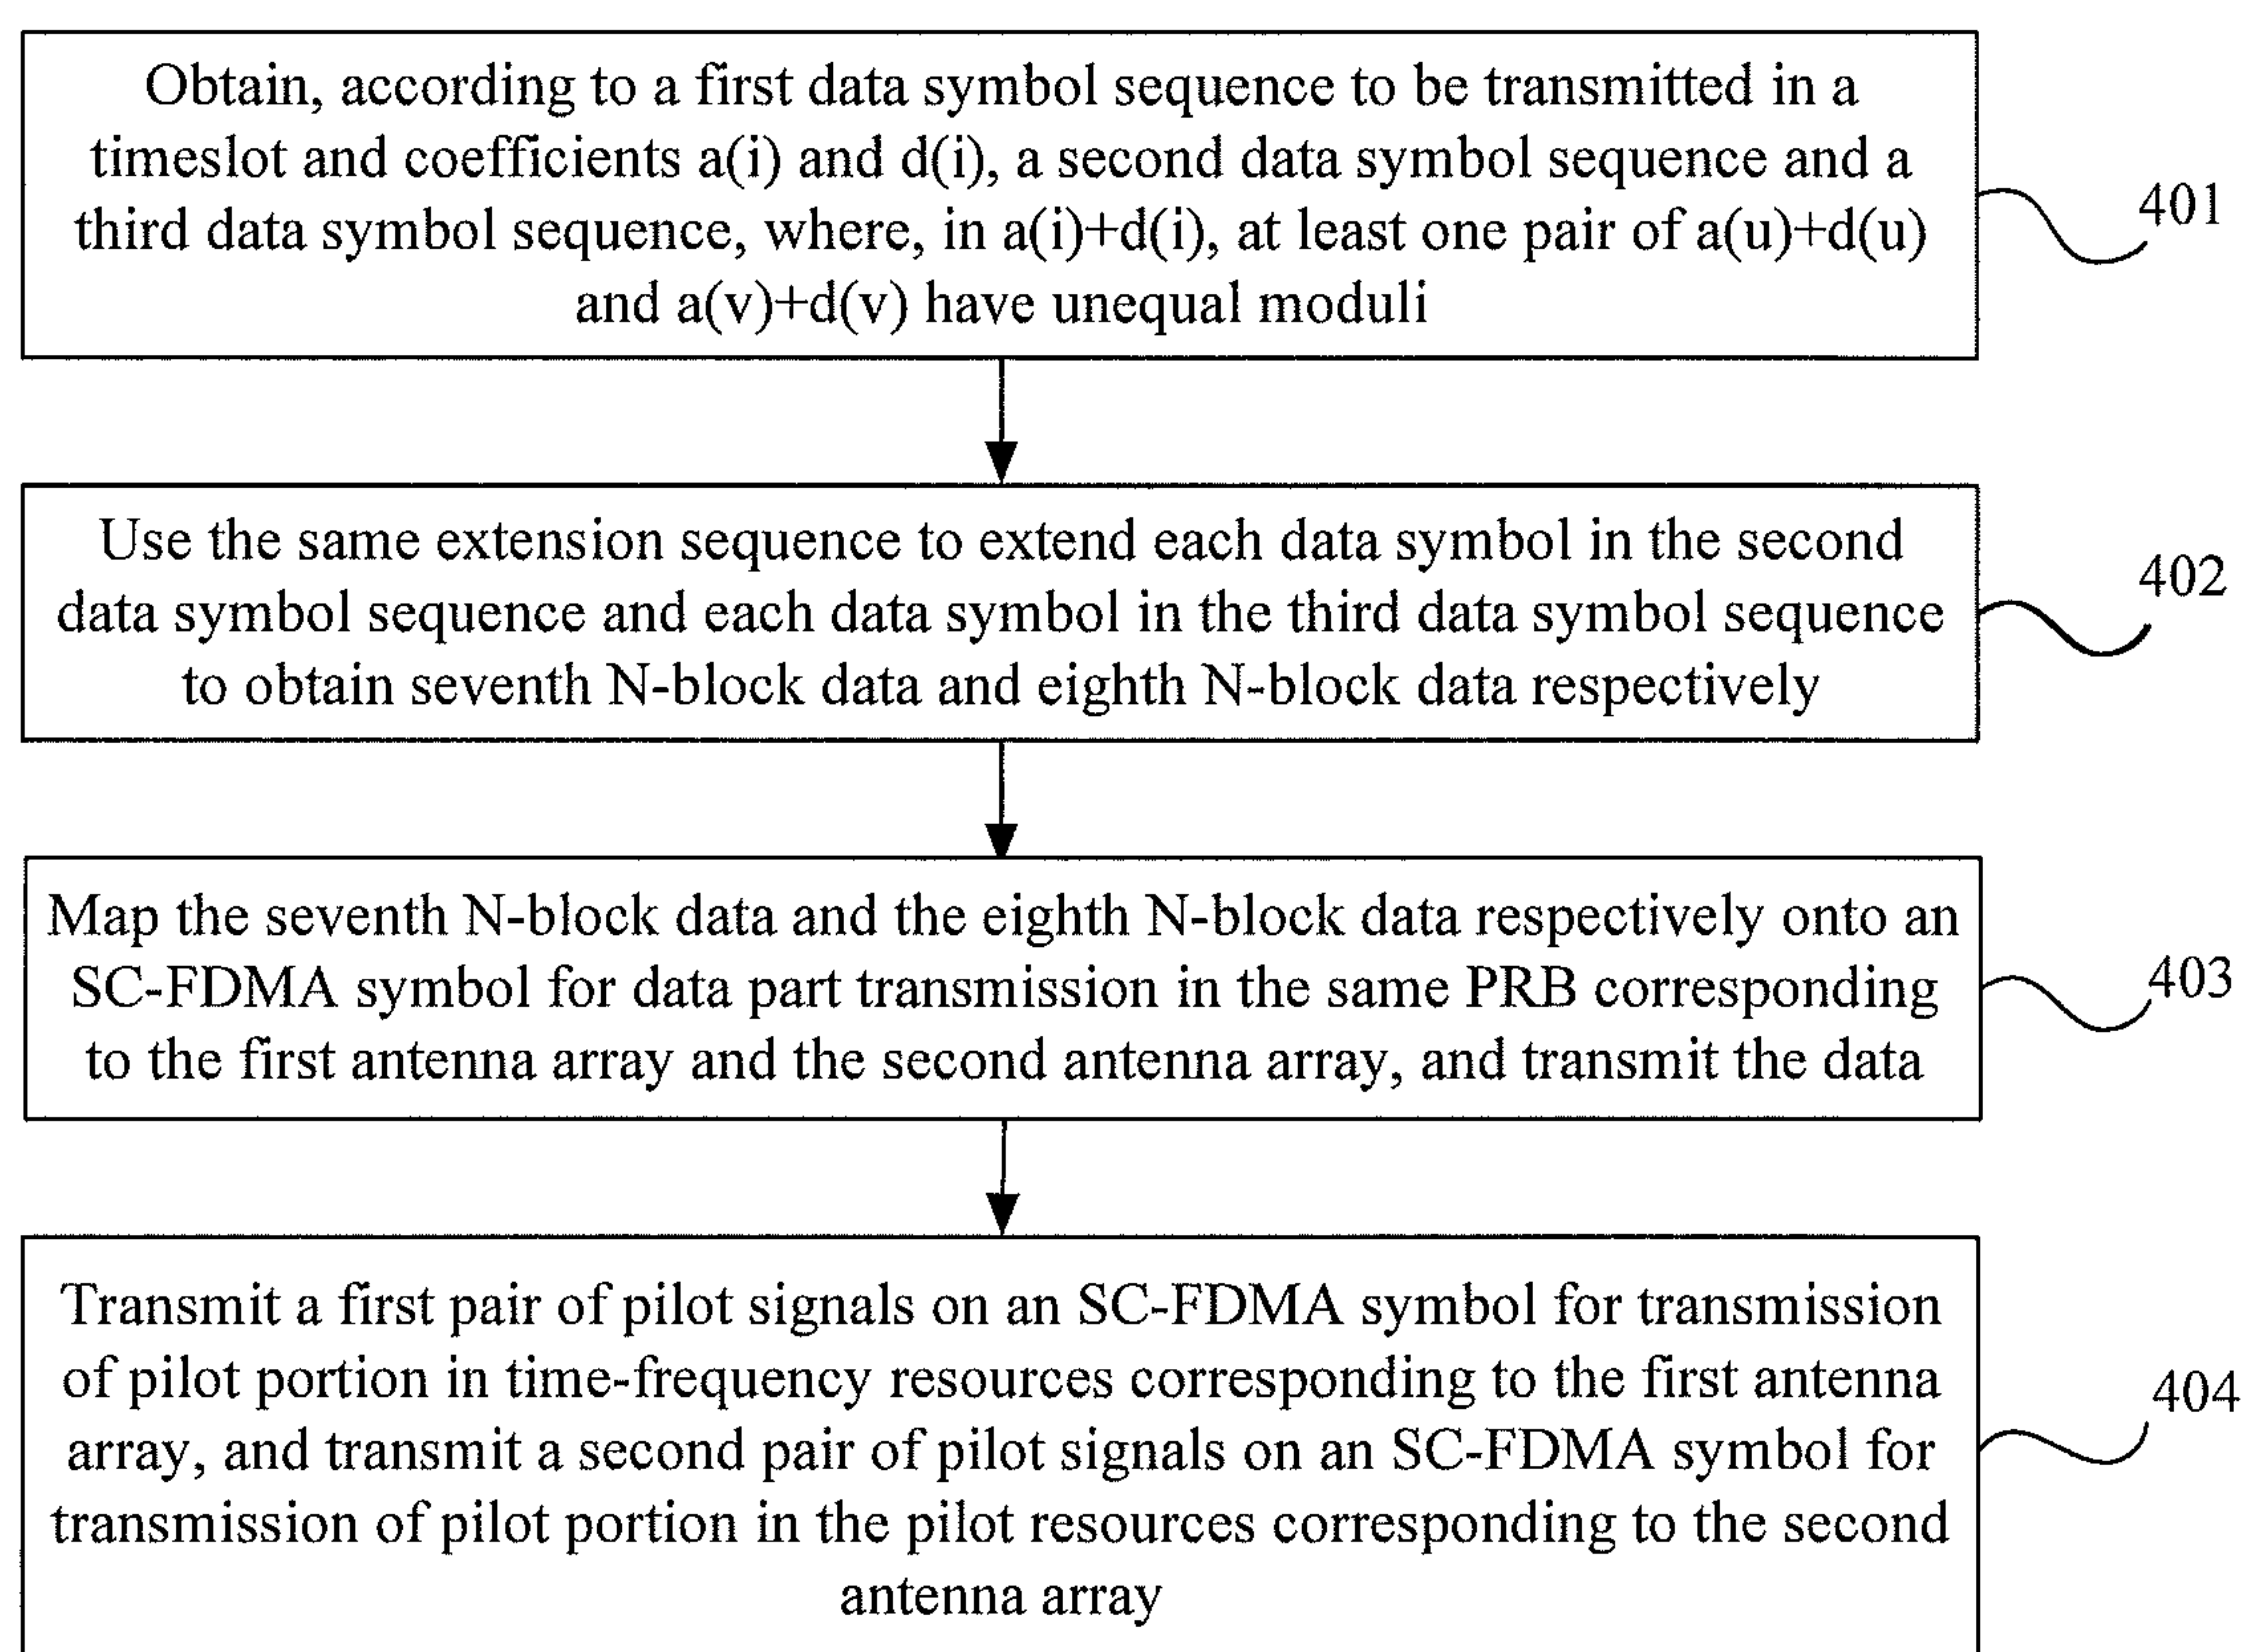 Obtain, according to a first data symbol sequence to be transmitted in a
timeslot and coefficients a(i) and d(i), a second data symbol sequence and a
third data symbol sequence, where, in a(i)+d(i), at least one pair of a(u)+d(u)
and a(v)+d(v) have unequal moduli
401
Use the same extension sequence to extend each data symbol in the second
data symbol sequence and each data symbol in the third data symbol sequence
to obtain seventh N-block data and eighth N-block data respectively
402
Map the seventh N-block data and the eighth N-block data respectively onto an
SC-FDMA symbol for data part transmission in the same PRB corresponding
to the first antenna array and the second antenna array, and transmit the data
403
Transmit a first pair of pilot signals on an SC-FDMA symbol for transmission
of pilot portion in time-frequency resources corresponding to the first antenna
array, and transmit a second pair of pilot signals on an SC-FDMA symbol for
transmission of pilot portion in the pilot resources corresponding to the second
antenna array
404